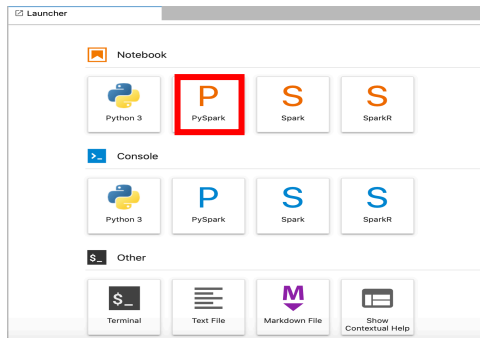 Launcher
Notebook
P
S
S
Python 3
PySpark
Spark
SparkR
>_
Console
P
S
S
Python 3
PySpark
Spark
SparkR
$_
Other
$_
M
Terminal
Text File
Markdown File
Show
Contextual Help